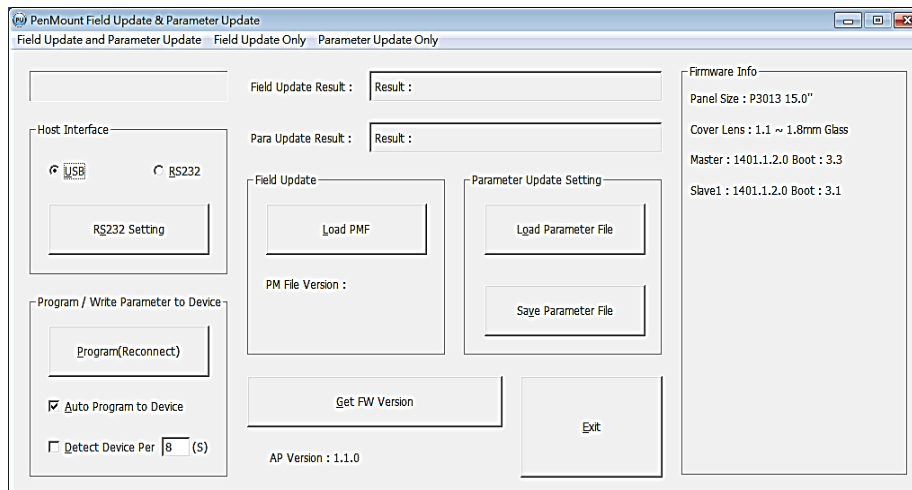 PU PenMount Field Update & Parameter Update
Field Update and Parameter Update Field Update Only Parameter Update Only
Field Update Result : Result :
Para Update Result : Result :
Host Interface
USB RS232
RS232 Setting
Field Update
Load PMF
PM File Version :
Parameter Update Setting
Load Parameter File
Save Parameter File
Program / Write Parameter to Device
Program(Reconnect)
Auto Program to Device
Detect Device Per 8 (S)
Get FW Version
AP Version : 1.1.0
Exit
Firmware Info
Panel Size : P3013 15.0"
Cover Lens : 1.1 ~ 1.8mm Glass
Master : 1401.1.2.0 Boot : 3.3
Slave1 : 1401.1.2.0 Boot : 3.1